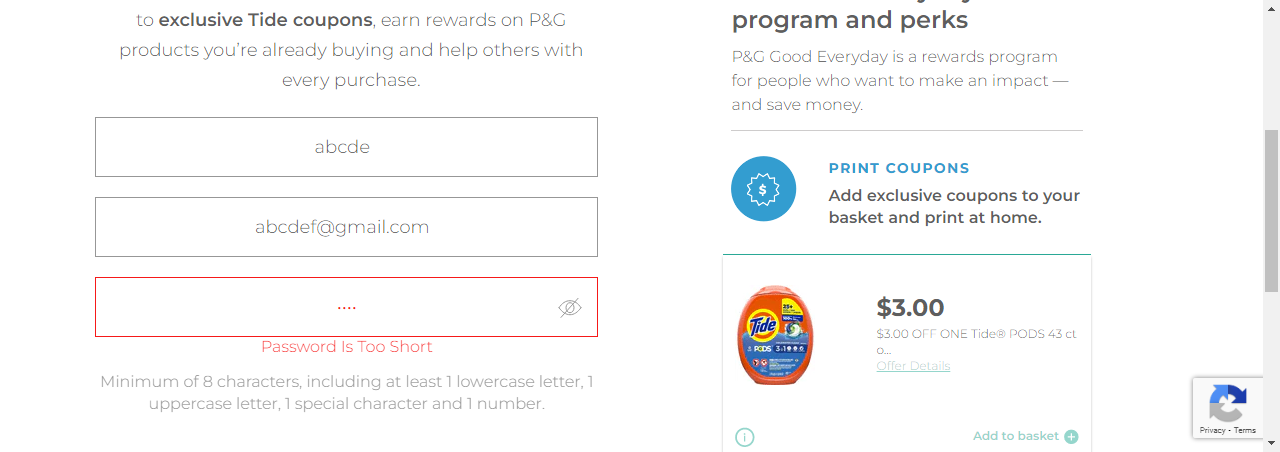 to exclusive Tide coupons, earn rewards on P&G
products you're already buying and help others with
every purchase.
abcde
abcdef@gmail.com
Password Is Too Short
Minimum of 8 characters, including at least 1 lowercase letter, 1
uppercase letter, 1 special character and 1 number.
program and perks
P&G Good Everyday is a rewards program
for people who want to make an impact —
and save money.
$
PRINT COUPONS
Add exclusive coupons to your
basket and print at home.
Tide
PODS
3in1
$3.00
$3.00 OFF ONE Tide® PODS 43 ct
o...
Offer Details
Add to basket
Privacy - Terms